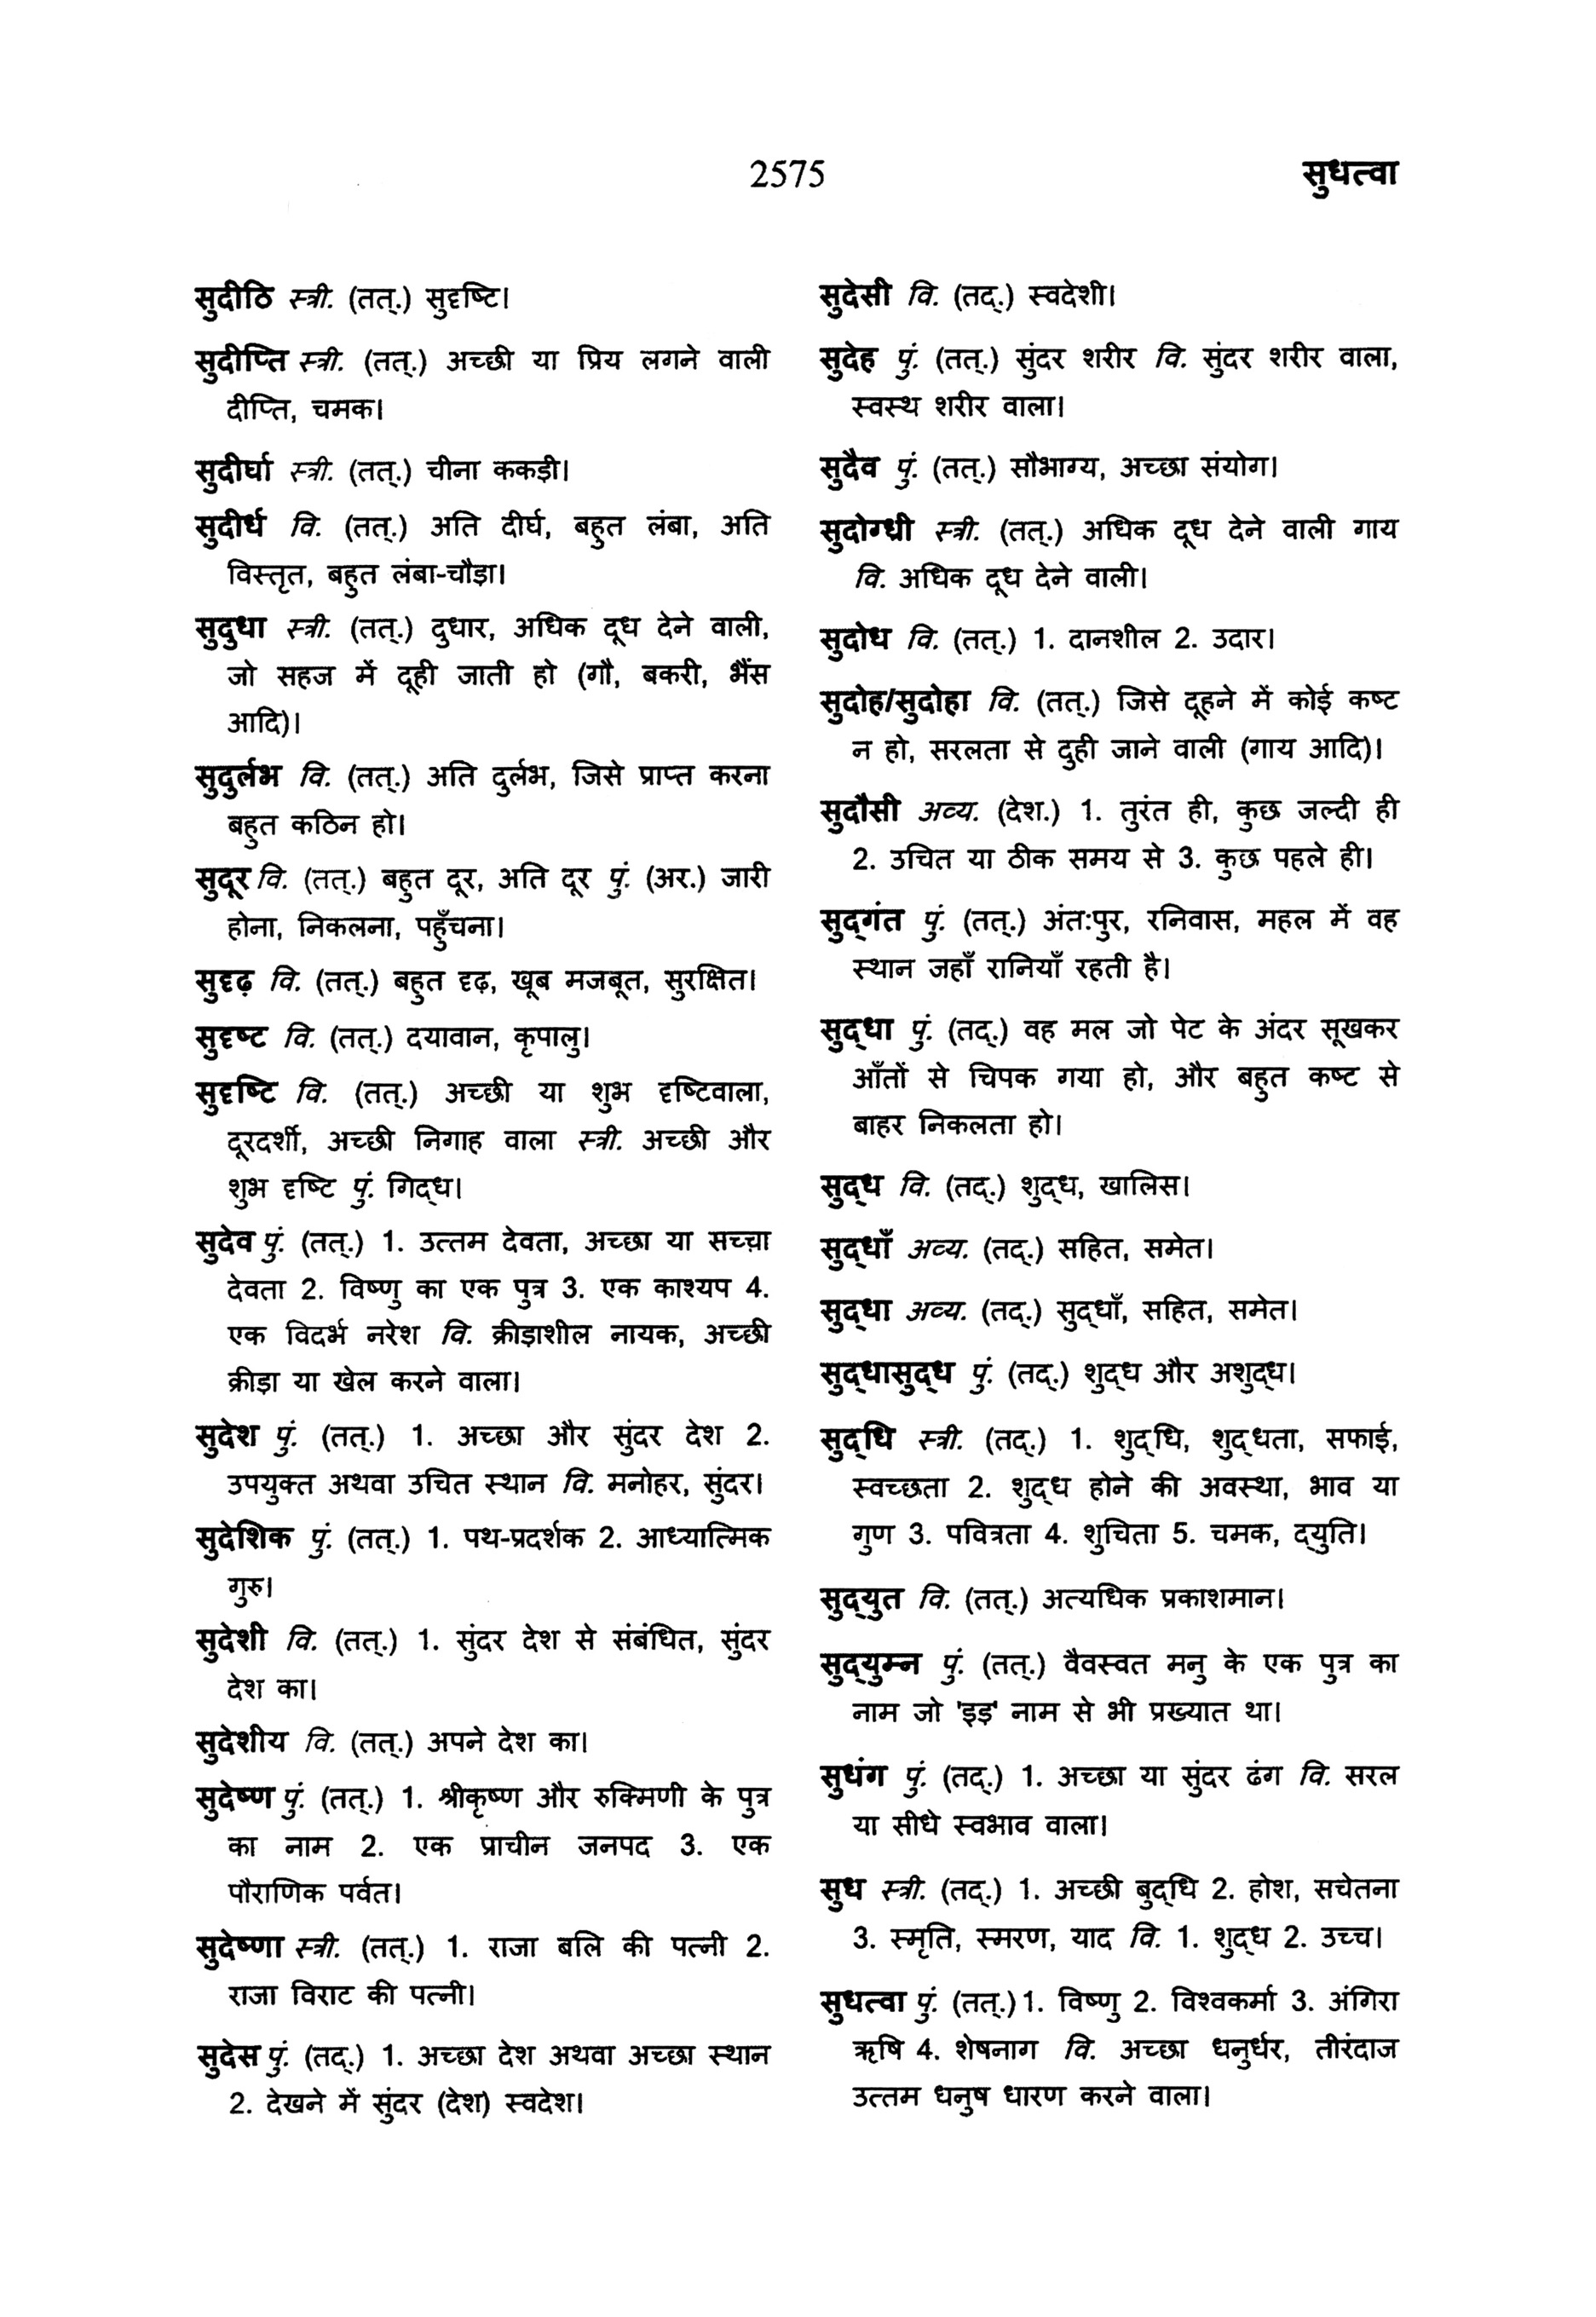 2575
सुधत्वा
सुदीठि स्त्री. (तत्.) सुदृष्टि।
सुदीप्ति स्त्री. (तत्.) अच्छी या प्रिय लगने वाली
दीप्ति, चमक।
सुदीर्घा स्त्री. (तत्.) चीना ककड़ी।
सुदीर्ध वि. (तत्.) अति दीर्घ, बहुत लंबा, अति
विस्तृत, बहुत लंबा-चौड़ा।
सुदुधा स्त्री. (तत्.) दुधार, अधिक दूध देने वाली,
जो सहज में दूही जाती हो (गौ, बकरी, भैंस
आदि)।
सुदुर्लभ वि. (तत्.) अति दुर्लभ, जिसे प्राप्त करना
बहुत कठिन हो।
सुदूर वि. (तत्.) बहुत दूर, अति दूर पुं. (अर.) जारी
होना, निकलना, पहुँचना।
सुदृढ़ वि. (तत्.) बहुत दृढ़, खूब मजबूत, सुरक्षित।
सुदृष्ट वि. (तत्.) दयावान, कृपालु।
सुदृष्टि वि. (तत्.) अच्छी या शुभ दृष्टिवाला,
दूरदर्शी, अच्छी निगाह वाला स्त्री. अच्छी और
शुभ दृष्टि पुं. गिद्ध।
सुदेव पुं. (तत्.) 1. उत्तम देवता, अच्छा या सच्चा
देवता 2. विष्णु का एक पुत्र 3. एक काश्यप 4.
एक विदर्भ नरेश वि. क्रीड़ाशील नायक, अच्छी
क्रीड़ा या खेल करने वाला।
सुदेश पुं. (तत्.) 1. अच्छा और सुंदर देश 2.
उपयुक्त अथवा उचित स्थान वि. मनोहर, सुंदर।
सुदेशिक पुं. (तत्.) 1. पथ-प्रदर्शक 2. आध्यात्मिक
गुरु।
सुदेशी वि. (तत्.) 1. सुंदर देश से संबंधित, सुंदर
देश का।
सुदेशीय वि. (तत्.) अपने देश का।
सुदेष्ण पुं. (तत्.) 1. श्रीकृष्ण और रुक्मिणी के पुत्र
का नाम 2. एक प्राचीन जनपद 3. एक
पौराणिक पर्वत।
सुदेष्णा स्त्री. (तत्.) 1. राजा बलि की पत्नी 2.
राजा विराट की पत्नी।
सुदेस पुं. (तद्.) 1. अच्छा देश अथवा अच्छा स्थान
2. देखने में सुंदर (देश) स्वदेश।
सुदेसी वि. (तद्.) स्वदेशी।
सुदेह पुं. (तत्.) सुंदर शरीर वि. सुंदर शरीर वाला,
स्वस्थ शरीर वाला।
सुदैव पुं. (तत्.) सौभाग्य, अच्छा संयोग।
सुदोग्ध्री स्त्री. (तत्.) अधिक दूध देने वाली गाय
वि. अधिक दूध देने वाली।
सुदोध वि. (तत्.) 1. दानशील 2. उदार।
सुदोह/सुदोहा वि. (तत्.) जिसे दूहने में कोई कष्ट
न हो, सरलता से दुही जाने वाली (गाय आदि)।
सुदौसी अव्य. (देश.) 1. तुरंत ही, कुछ जल्दी ही
2. उचित या ठीक समय से 3. कुछ पहले ही।
सुद्‌गंत पुं. (तत्.) अंत:पुर, रनिवास, महल में वह
स्थान जहाँ रानियाँ रहती है।
सुद्‌धा पुं. (तद्.) वह मल जो पेट के अंदर सूखकर
आँतों से चिपक गया हो, और बहुत कष्ट से
बाहर निकलता हो।
सुद्‌ध वि. (तद्.) शुद्‌ध, खालिस।
सुद्‌धाँ अव्य. (तद्.) सहित, समेत।
सुद्‌धा अव्य. (तद्.) सुद्‌धाँ, सहित, समेत।
सुद्‌धासुद्‌ध पुं. (तद्.) शुद्‌ध और अशुद्‌ध।
सुद्‌धि स्त्री. (तद्.) 1. शुद्‌धि, शुद्‌धता, सफाई,
स्वच्छता 2. शुद्‌ध होने की अवस्था, भाव या
गुण 3. पवित्रता 4. शुचिता 5. चमक, द्‌युति।
सुद्‌युत वि. (तत्.) अत्यधिक प्रकाशमान।
सुद्‌युम्न पुं. (तत्.) वैवस्वत मनु के एक पुत्र का
नाम जो 'इड़' नाम से भी प्रख्यात था।
सुधंग पुं. (तद्.) 1. अच्छा या सुंदर ढंग वि. सरल
या सीधे स्वभाव वाला।
सुध स्त्री. (तद्.) 1. अच्छी बुद्‌धि 2. होश, सचेतना
3. स्मृति, स्मरण, याद वि. 1. शुद्‌ध 2. उच्च।
सुधत्वा पुं. (तत्.) 1. विष्णु 2. विश्वकर्मा 3. अंगिरा
ऋषि 4. शेषनाग वि. अच्छा धनुर्धर, तीरंदाज
उत्तम धनुष धारण करने वाला।